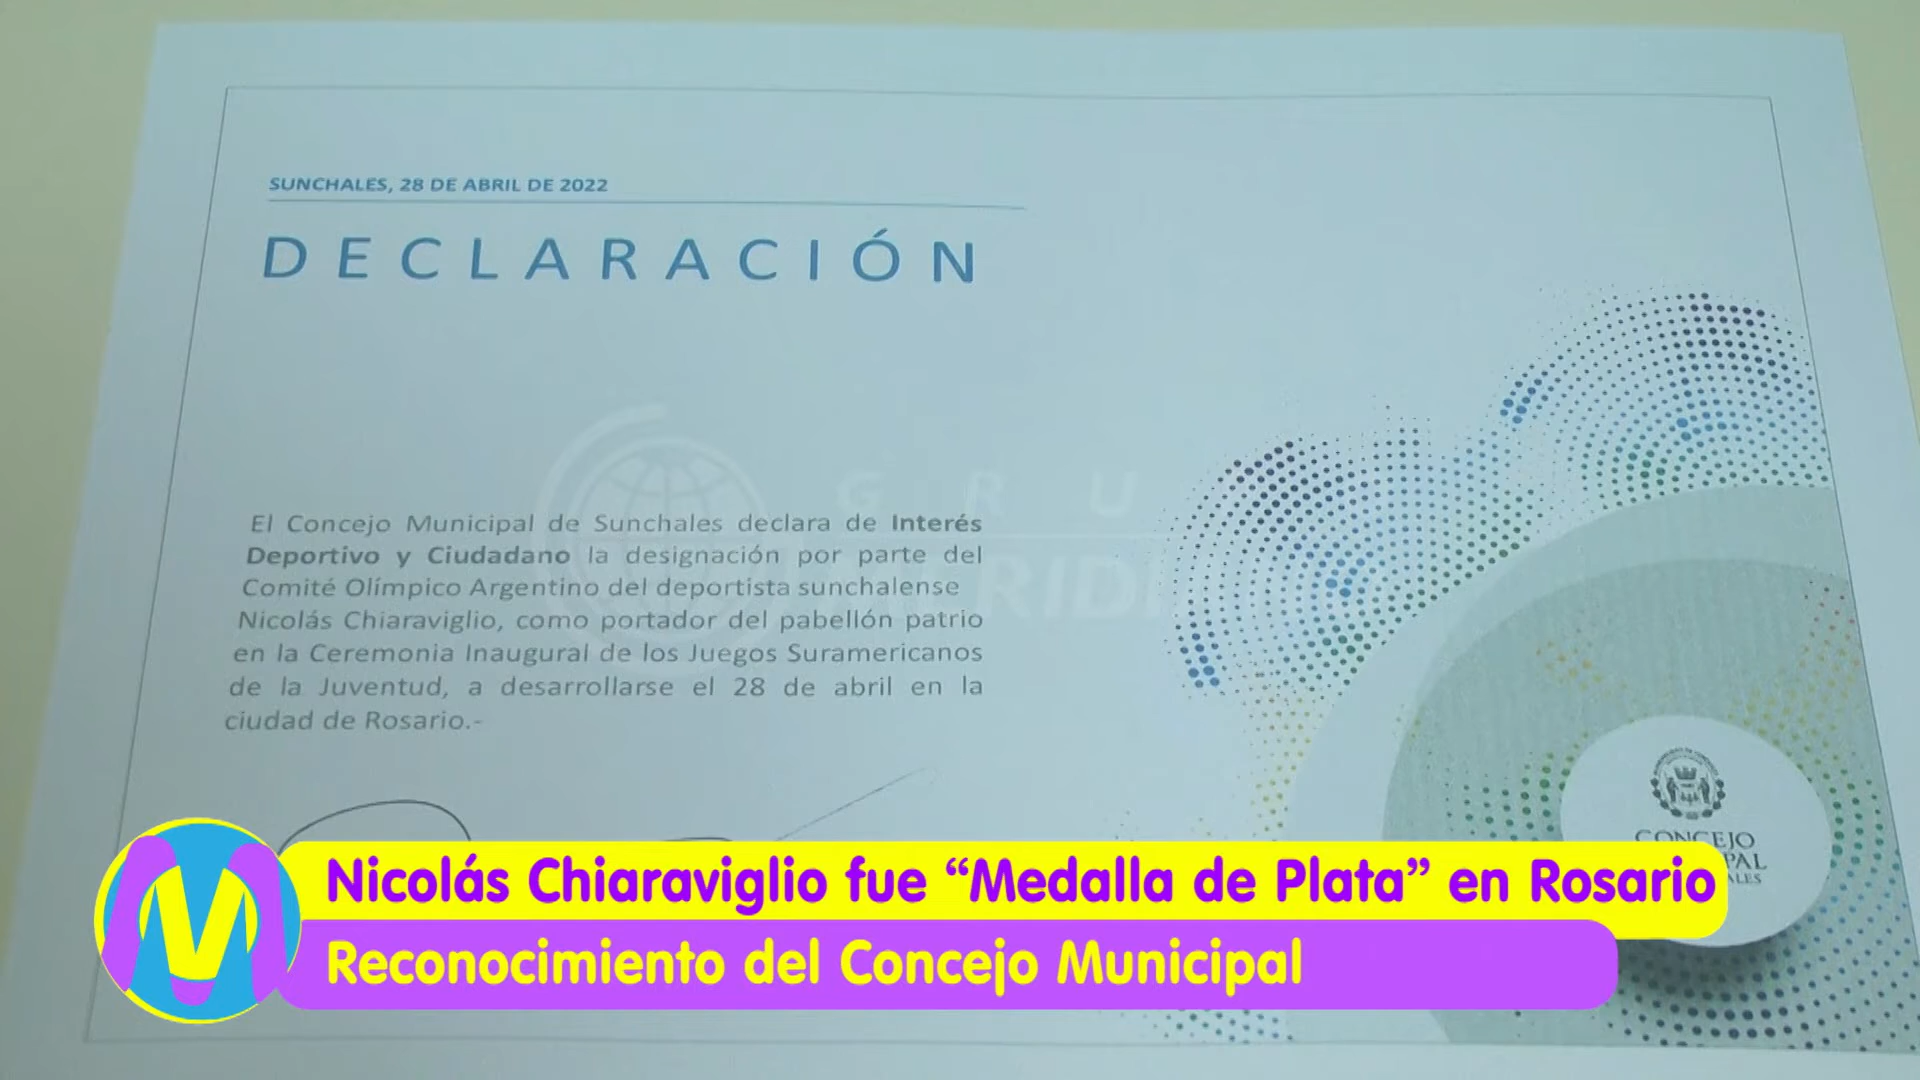 SUNCHALES, 28 DE ABRIL DE 2022
DECLARACIÓN
El Concejo Municipal de Sunchales declara de Interés
Deportivo y Ciudadano la designación por parte del
Comité Olímpico Argentino del deportista sunchalense
Nicolás Chiaraviglio, como portador del pabellón patrio
en la Ceremonia Inaugural de los Juegos Suramericanos
de la Juventud, a desarrollarse el 28 de abril en la
ciudad de Rosario.-
CONCEJO
Nicolás Chiaraviglio fue “Medalla de Plata” en Rosario
Reconocimiento del Concejo Municipal